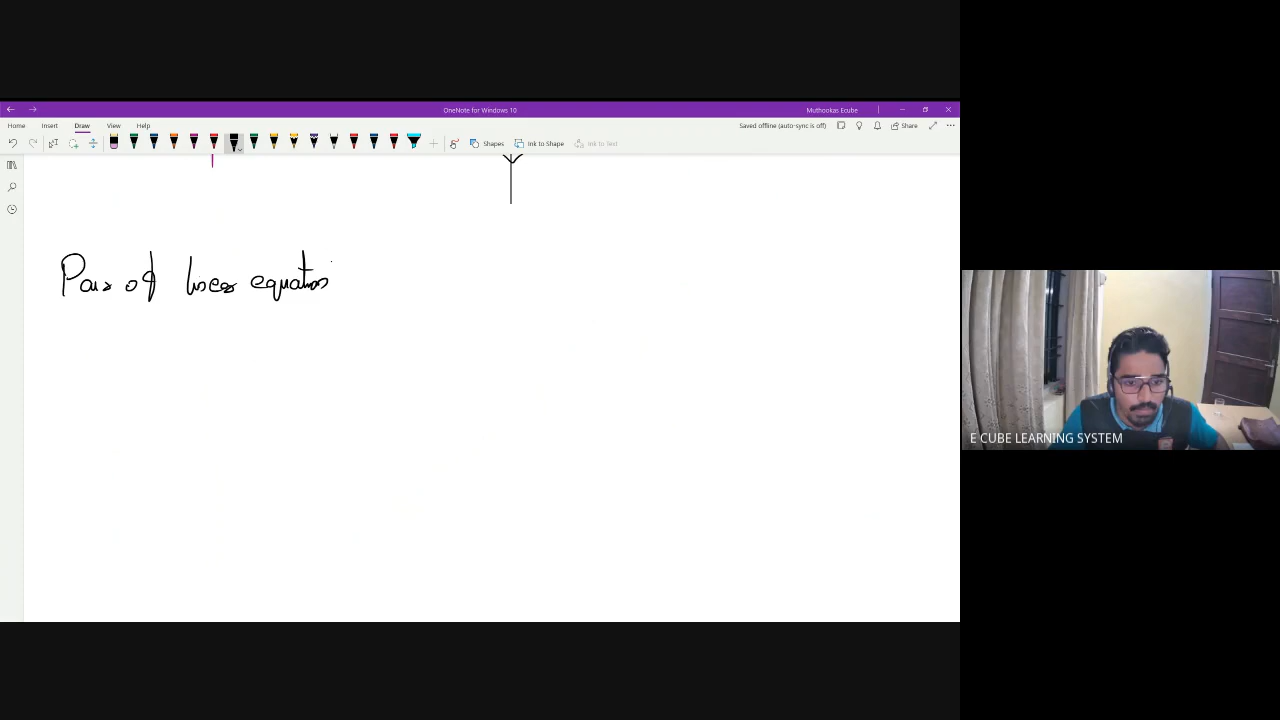 OneNote for Windows 10
Muthookas Ecube
Home Insert Draw View Help
Saved offline (auto-sync is off)
Share
Shapes
Ink to Shape
Ink to Text
Pair of linear equations
E CUBE LEARNING SYSTEM